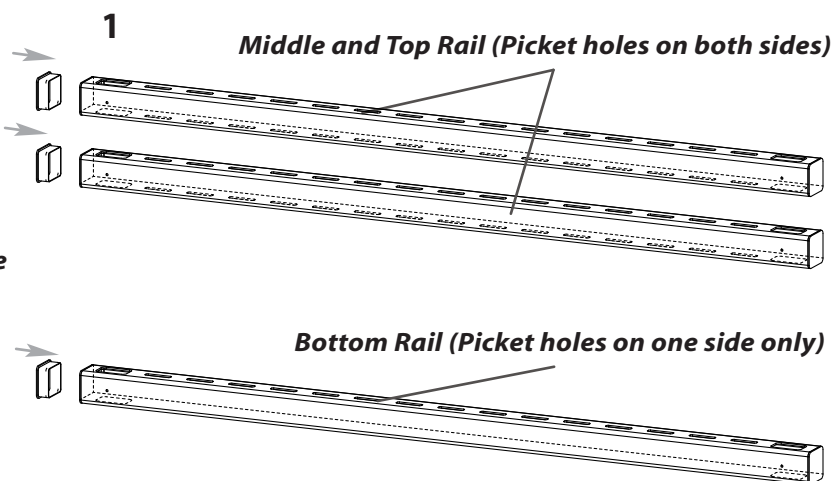 1
Middle and Top Rail (Picket holes on both sides)
e
Bottom Rail (Picket holes on one side only)